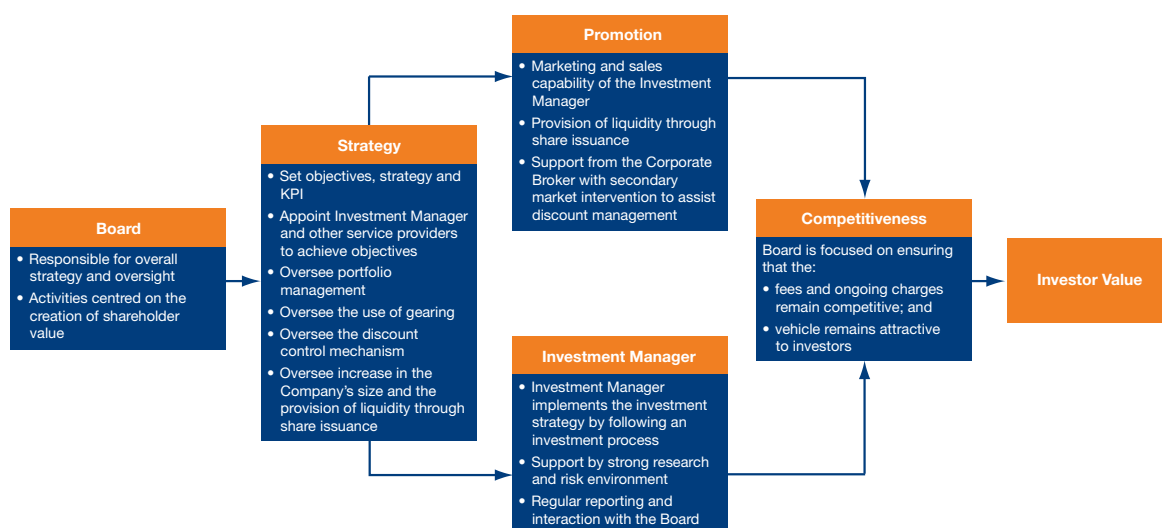 Board
• Responsible for overall
strategy and oversight
• Activities centred on the
creation of shareholder
value
Strategy
• Set objectives, strategy and
KPI
• Appoint Investment Manager
and other service providers
to achieve objectives
• Oversee portfolio
management
• Oversee the use of gearing
• Oversee the discount
control mechanism
• Oversee increase in the
Company’s size and the
provision of liquidity through
share issuance
Promotion
• Marketing and sales
capability of the Investment
Manager
• Provision of liquidity through
share issuance
• Support from the Corporate
Broker with secondary
market intervention to assist
discount management
Investment Manager
• Investment Manager
implements the investment
strategy by following an
investment process
• Support by strong research
and risk environment
• Regular reporting and
interaction with the Board
Competitiveness
Board is focused on ensuring
that the:
• fees and ongoing charges
remain competitive; and
• vehicle remains attractive
to investors
Investor Value